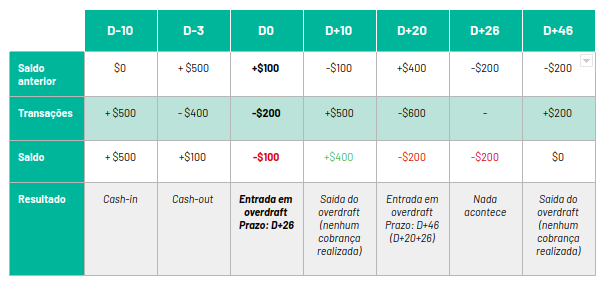 D-10 D-3 D0 D+10 D+20 D+26 D+46
Saldo anterior $0 + $500 +$100 -$100 +$400 -$200 -$200
Transações + $500 - $400 -$200 +$500 -$600 - +$200
Saldo + $500 +$100 -$100 +$400 -$200 -$200 $0
Resultado Cash-in Cash-out Entrada em overdraft Prazo: D+26 Saída do overdraft (nenhum cobrança realizada) Entrada em overdraft Prazo: D+46 (D+20+26) Nada acontece Saída do overdraft (nenhum cobrança realizada)